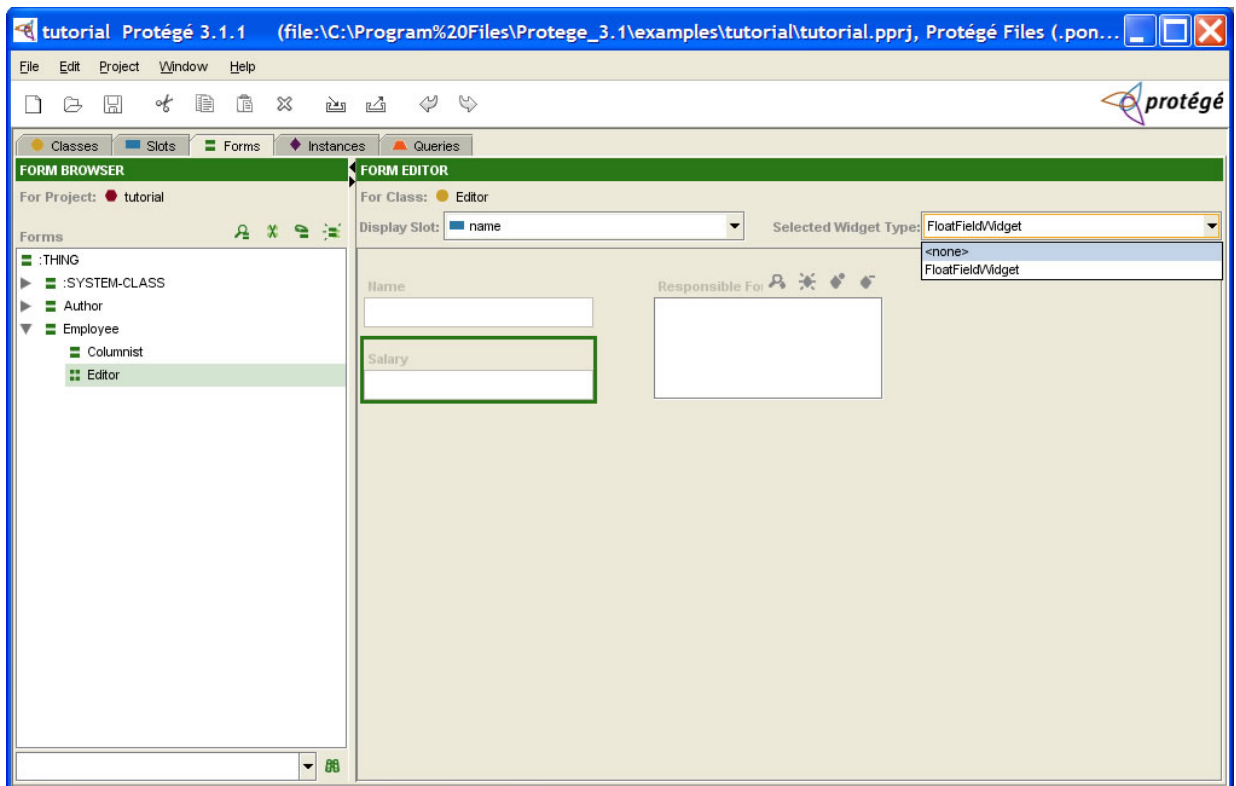 tutorial Protégé 3.1.1 (file:\C:\Program%20Files\Protege_3.1\examples\tutorial\tutorial.pprj, Protégé Files (.pon...
File Edit Project Window Help
protégé
Classes Slots Forms Instances Queries
FORM BROWSER
For Project: tutorial
Forms
:THING
:SYSTEM-CLASS
Author
Employee
Columnist
Editor
FORM EDITOR
For Class: Editor
Display Slot: name Selected Widget Type: FloatFieldWidget
<none>
FloatFieldWidget
Name
Responsible For
Salary